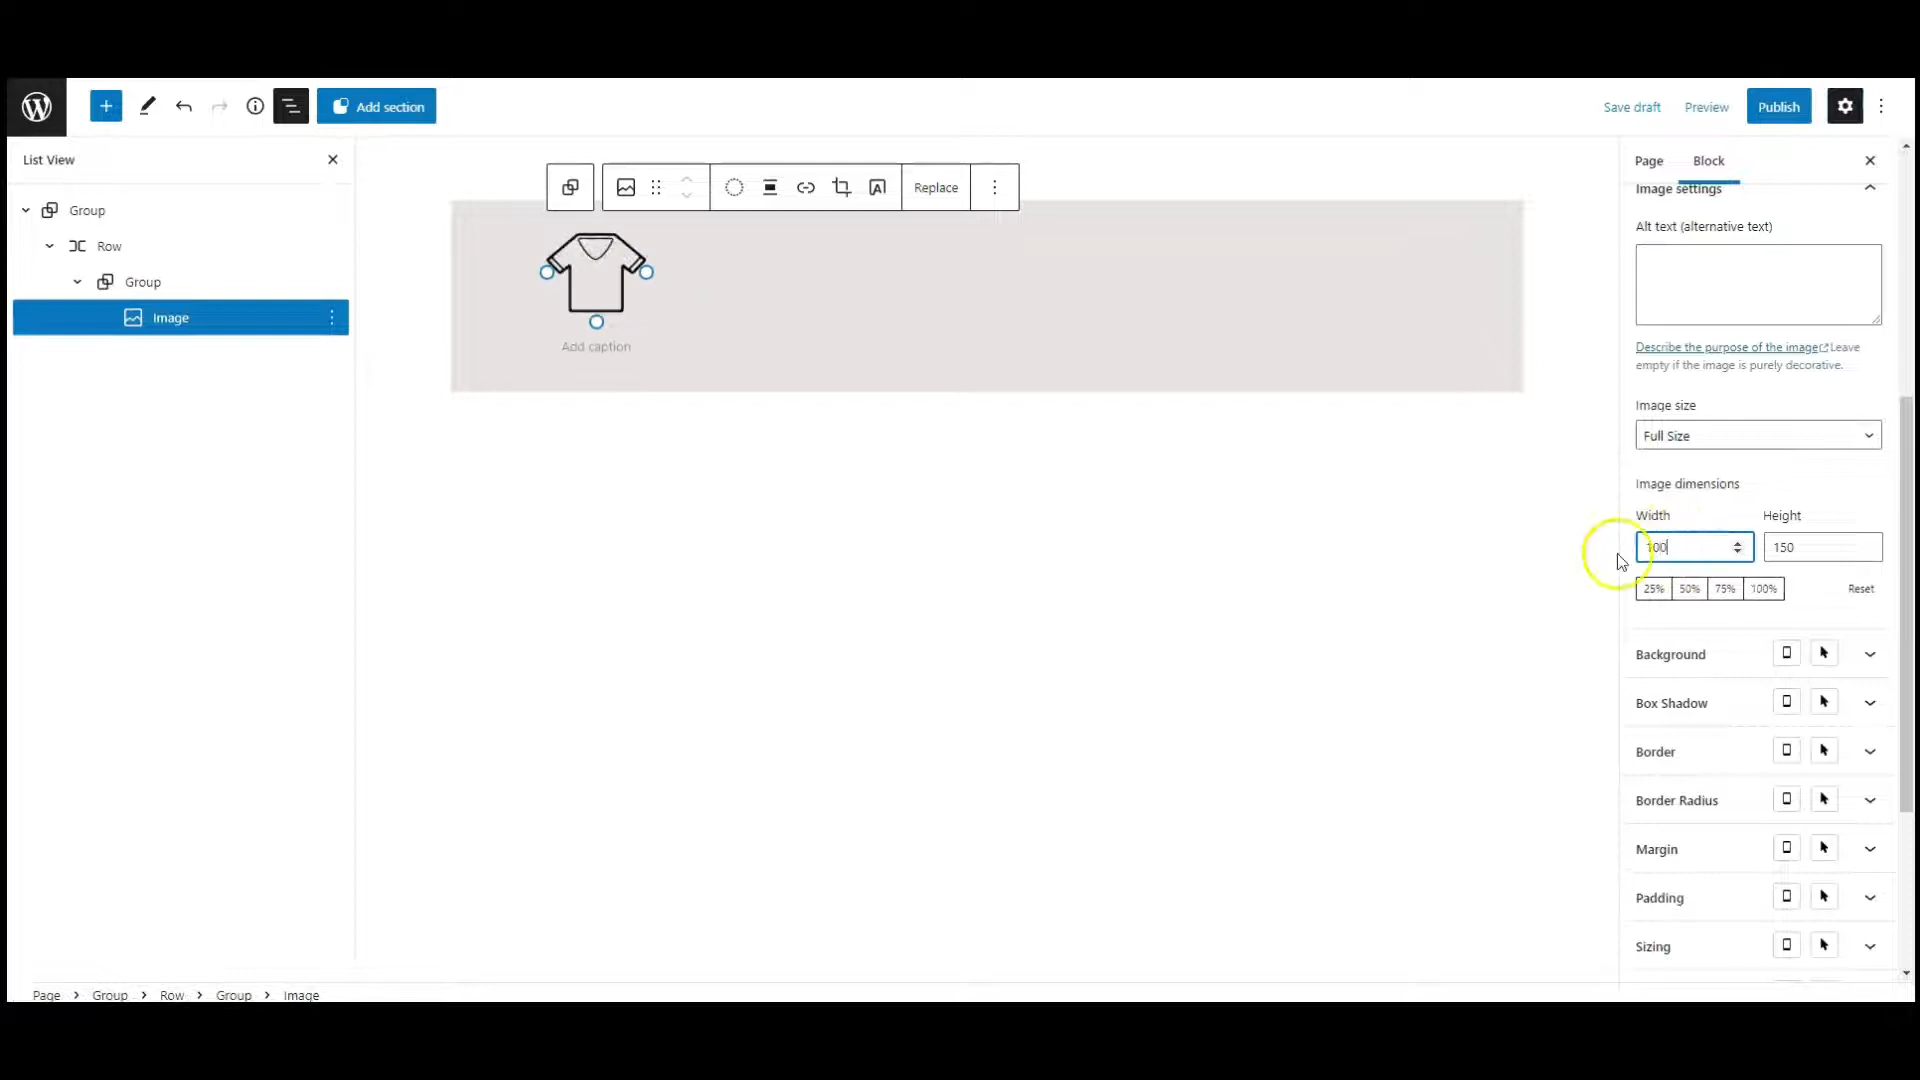 Add section
Save draft
Preview
Publish
List View
Group
Row
Group
Image
Replace
Add caption
Page
Block
Image settings
Alt text (alternative text)
Describe the purpose of the image Leave
empty if the image is purely decorative.
Image size
Full Size
Image dimensions
Width
Height
100
150
25%
50%
75%
100%
Reset
Background
Box Shadow
Border
Border Radius
Margin
Padding
Sizing
Page > Group > Row > Group > Image